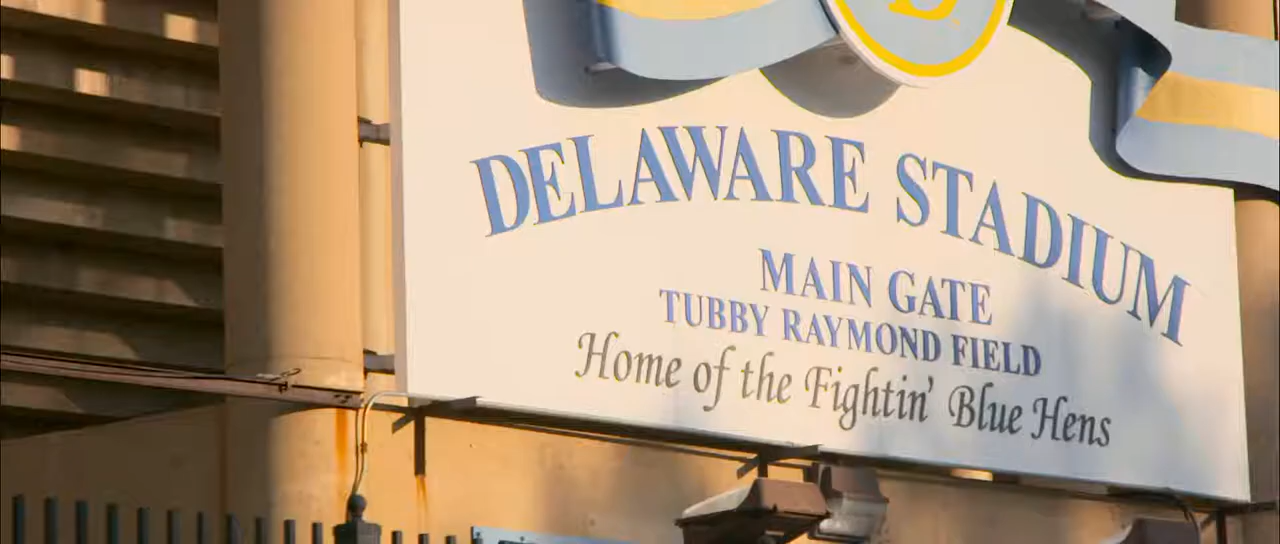 DELAWARE STADIUM
MAIN GATE
TUBBY RAYMOND FIELD
Home of the Fightin' Blue Hens